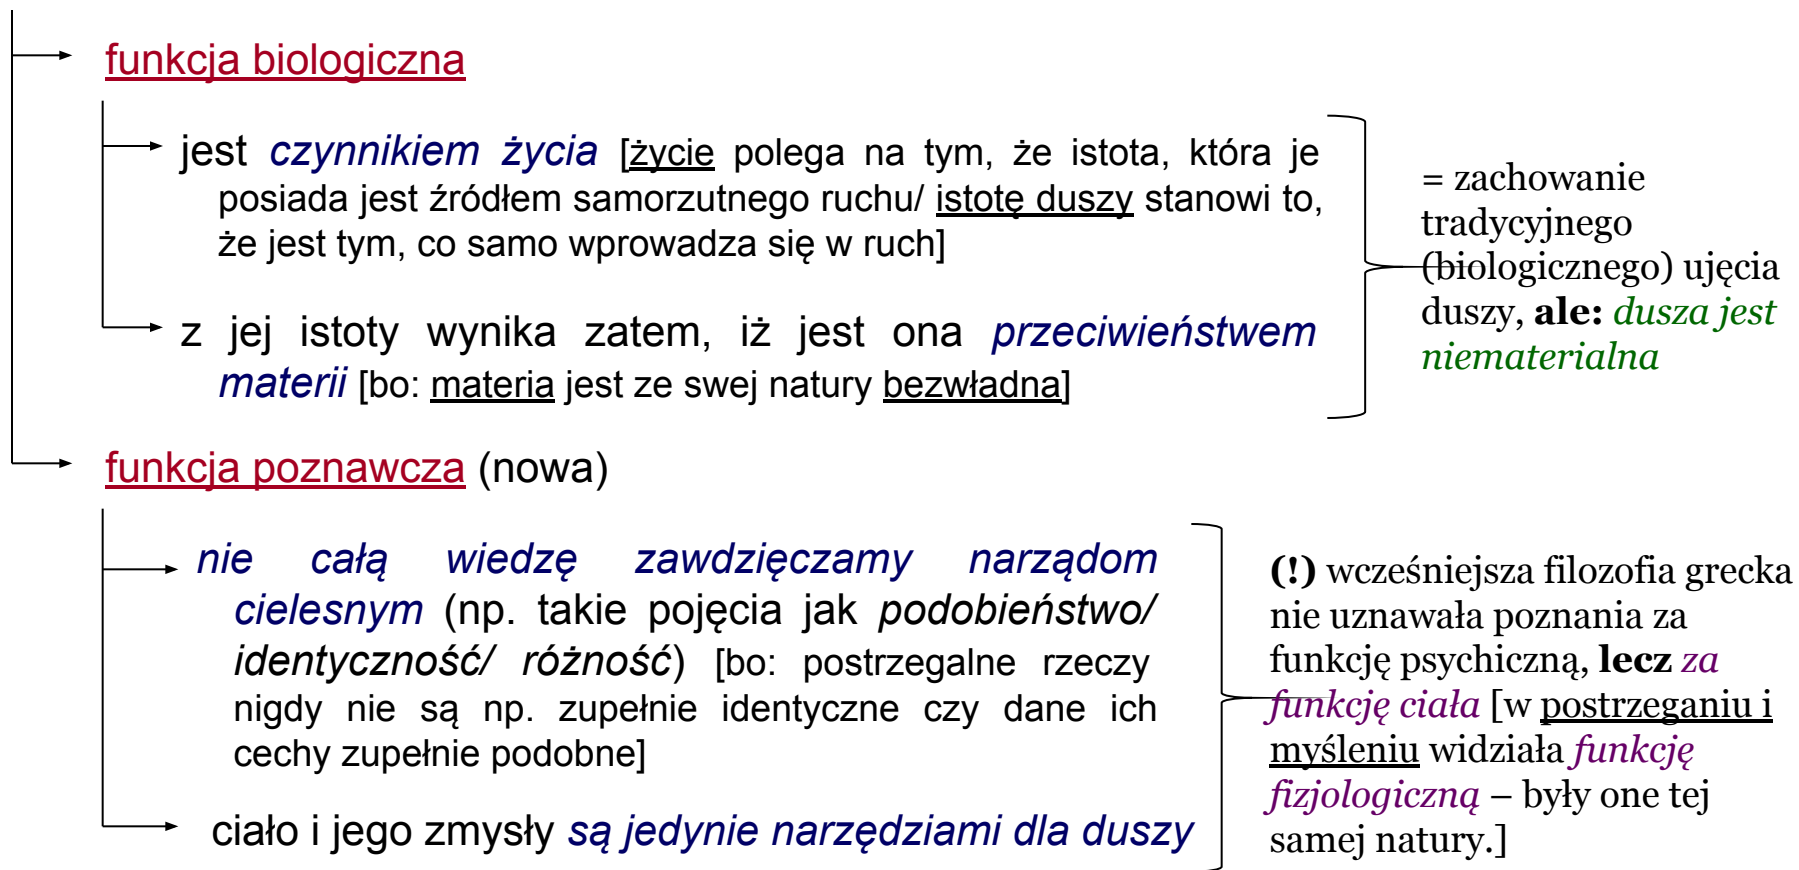 funkcja biologiczna
jest czynnikiem życia [życie polega na tym, że istota, która je
posiada jest źródłem samorzutnego ruchu/ istotę duszy stanowi to,
że jest tym, co samo wprowadza się w ruch]
z jej istoty wynika zatem, iż jest ona przeciwieństwem
materii [bo: materia jest ze swej natury bezwładna]
= zachowanie
tradycyjnego
(biologicznego) ujęcia
duszy, ale: dusza jest
niematerialna
funkcja poznawcza (nowa)
nie całą wiedzę zawdzięczamy narządom
cielesnym (np. takie pojęcia jak podobieństwo/
identyczność/ różność) [bo: postrzegalne rzeczy
nigdy nie są np. zupełnie identyczne czy dane ich
cechy zupełnie podobne]
ciało i jego zmysły są jedynie narzędziami dla duszy
(!) wcześniejsza filozofia grecka
nie uznawała poznania za
funkcję psychiczną, lecz za
funkcję ciała [w postrzeganiu i
myśleniu widziała funkcję
fizjologiczną – były one tej
samej natury.]